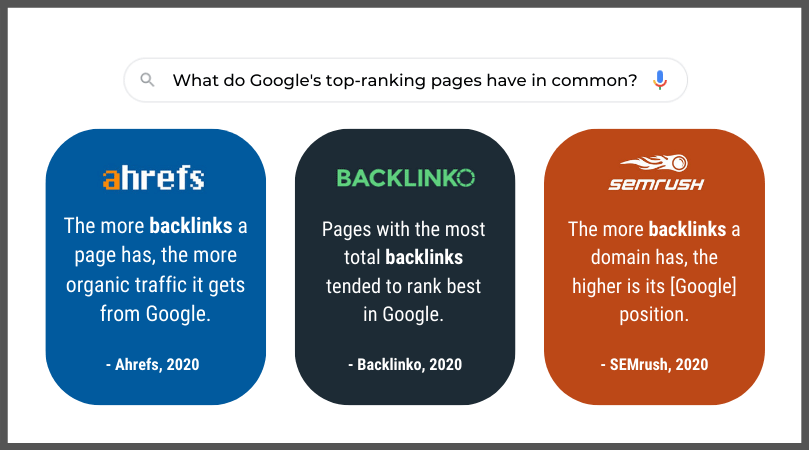 What do Google's top-ranking pages have in common?
ahrefs
The more backlinks a
page has, the more
organic traffic it gets
from Google.
- Ahrefs, 2020
BACKLINKO
Pages with the most
total backlinks
tended to rank best
in Google.
- Backlinko, 2020
semrush
The more backlinks a
domain has, the
higher is its [Google]
position.
- SEMrush, 2020